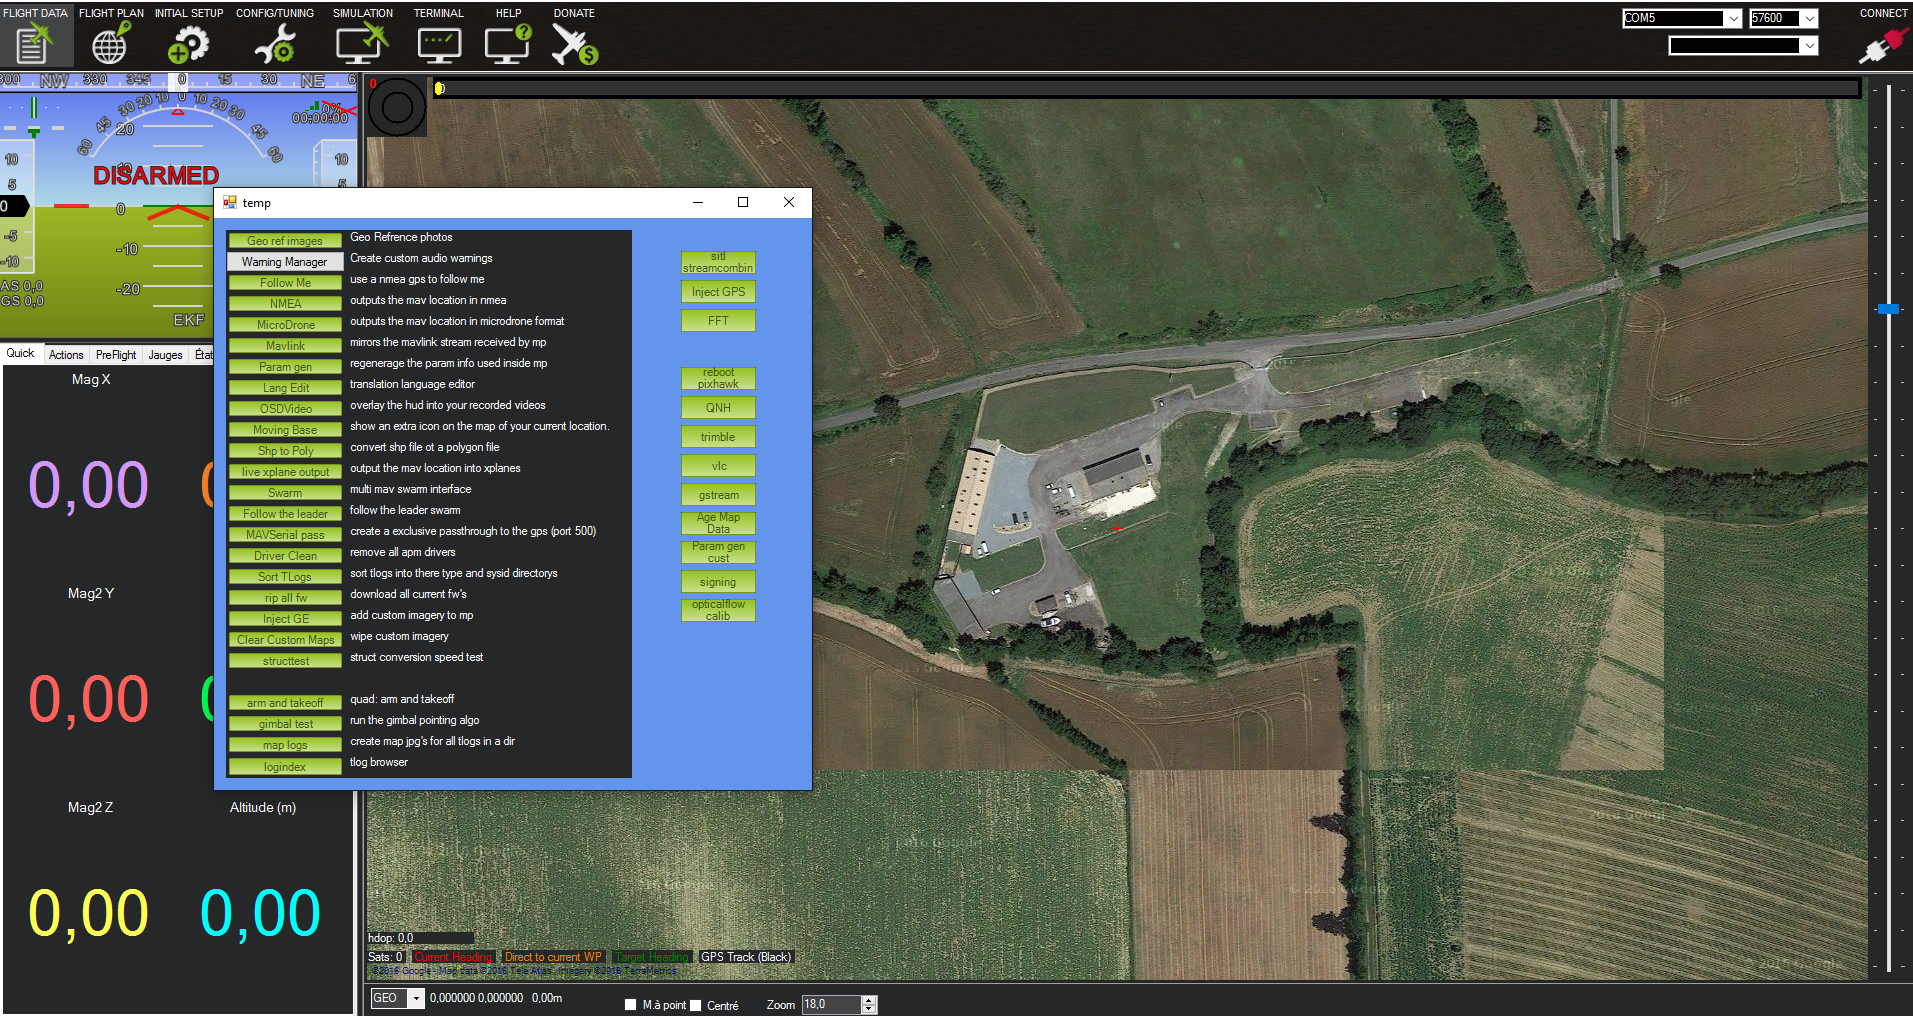 FLIGHT DATA FLIGHT PLAN INITIAL SETUP CONFIG/TUNING SIMULATION TERMINAL HELP DONATE
COM5 57600 CONNECT
300 NW 330 345 0 15 30 NE 6
60 45 30 20 10 0 10 20 30 45 60
0%
00:00:00
20
10
DISARMED
0
-10
-20
10
5
0
-5
-10
10
5
AS 0,0
GS 0,0
EKF
Quick Actions PreFlight Jauges État
Mag X
0,00
Mag2 Y
0,00
Mag2 Z Altitude (m)
0,00 0,00
temp
Geo ref images Geo Refrence photos
Warning Manager Create custom audio warnings
Follow Me use a nmea gps to follow me
NMEA outputs the mav location in nmea
MicroDrone outputs the mav location in microdrone format
Mavlink mirrors the mavlink stream received by mp
Param gen regenerage the param info used inside mp
Lang Edit translation language editor
OSDVideo overlay the hud into your recorded videos
Moving Base show an extra icon on the map of your current location.
Shp to Poly convert shp file ot a polygon file
live xplane output output the mav location into xplanes
Swarm multi mav swarm interface
Follow the leader follow the leader swarm
MAVSerial pass create a exclusive passthrough to the gps (port 500)
Driver Clean remove all apm drivers
Sort TLogs sort tlogs into there type and sysid directorys
rip all fw download all current fw's
Inject GE add custom imagery to mp
Clear Custom Maps wipe custom imagery
structtest struct conversion speed test
arm and takeoff quad: arm and takeoff
gimbal test run the gimbal pointing algo
map logs create map jpg's for all tlogs in a dir
logindex tlog browser
sitl
streamcombin
Inject GPS
FFT
reboot
pixhawk
QNH
trimble
vlc
gstream
Age Map
Data
Param gen
cust
signing
opticalflow
calib
0
0
hdop: 0,0
Sats: 0 Current Heading Direct to current WP Target Heading GPS Track (Black)
©2016 Google - Map data ©2016 Tele Atlas, Imagery ©2016 TerraMetrics
GEO 0,000000 0,000000 0,00m
M.à point Centré Zoom 18,0